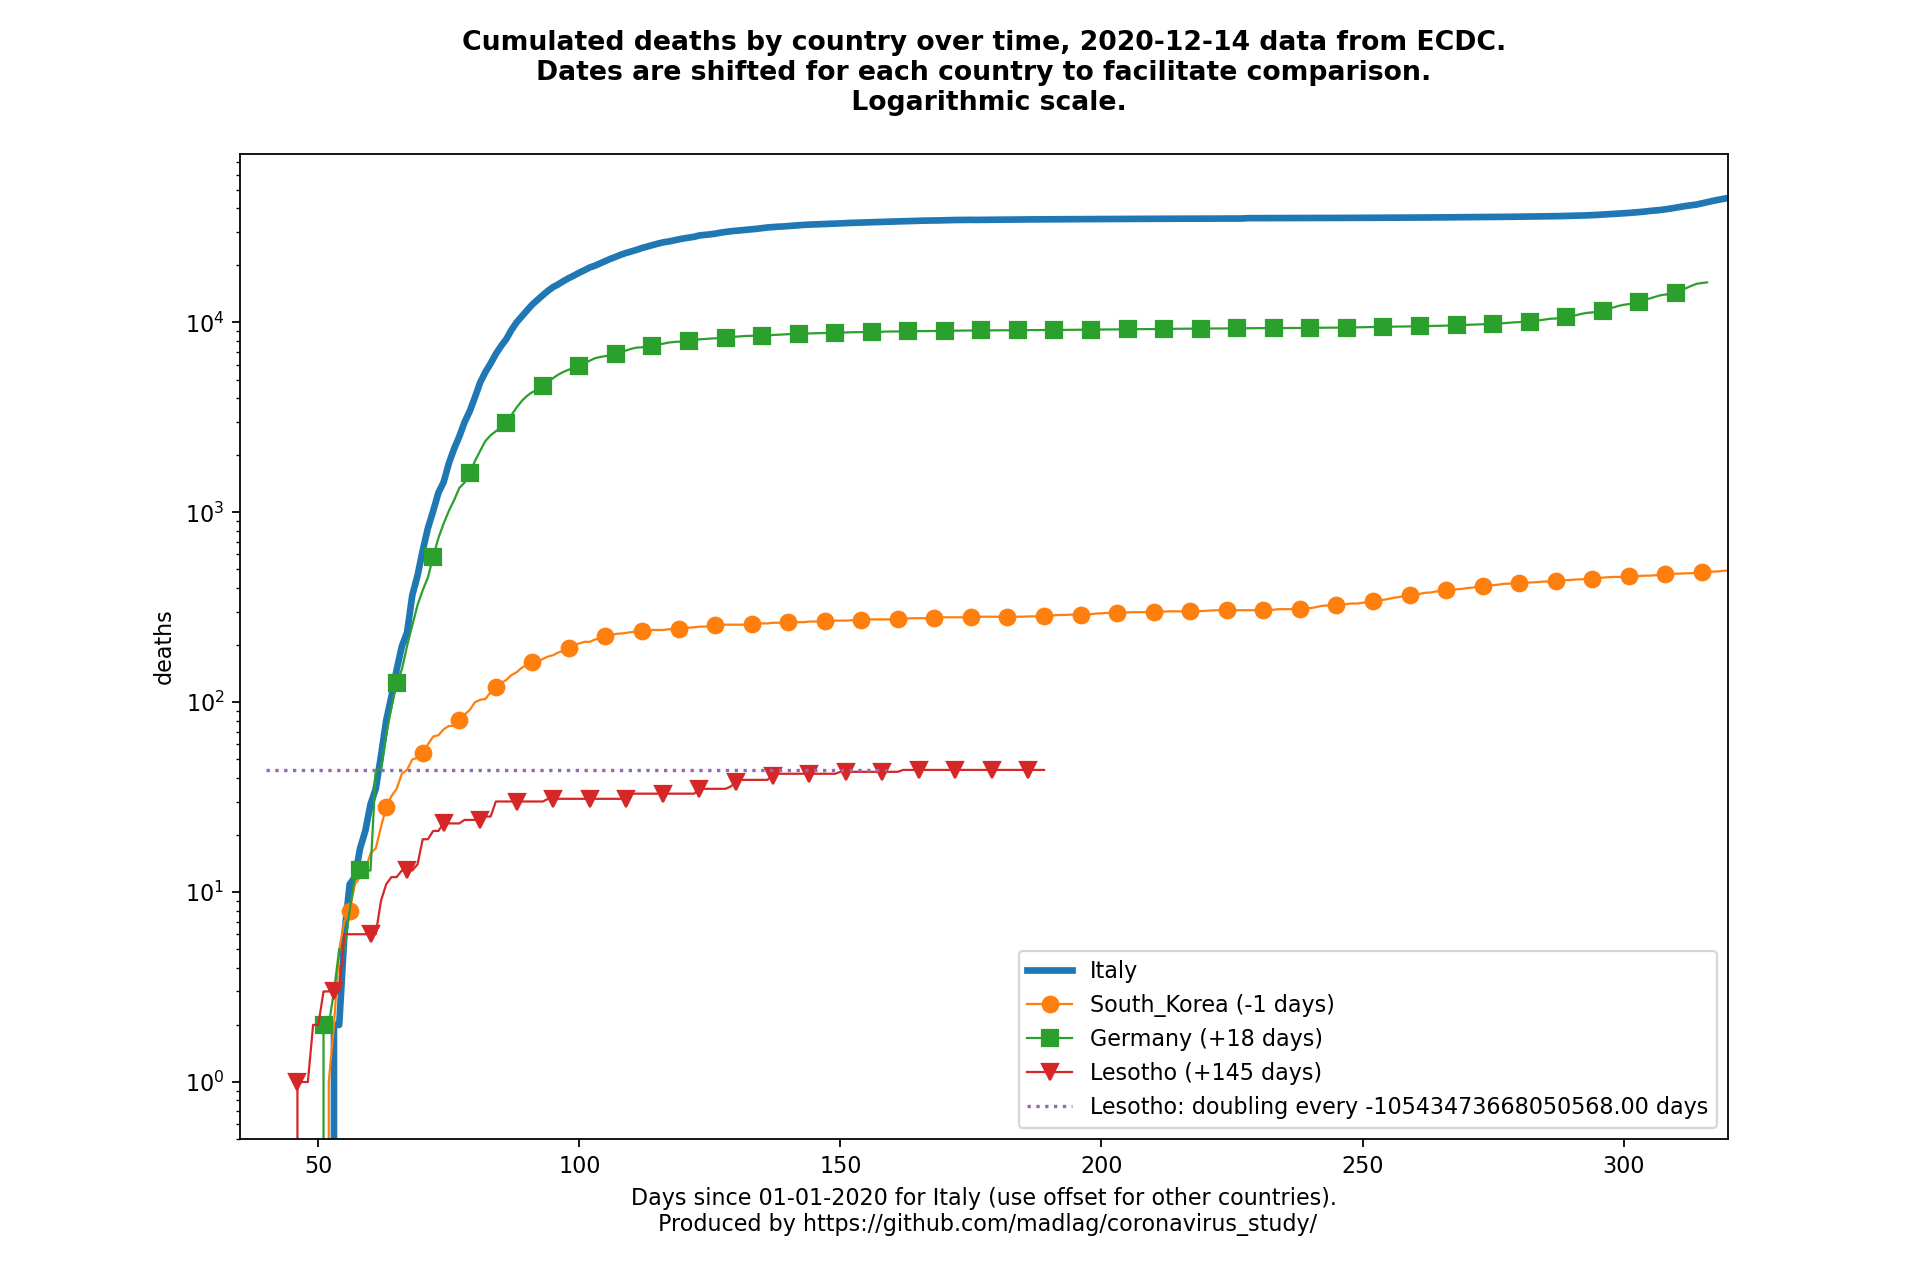 Cumulated deaths by country over time, 2020-12-14 data from ECDC.
Dates are shifted for each country to facilitate comparison.
Logarithmic scale.
deaths
10^4
10^3
10^2
10^1
10^0
Italy
South_Korea (-1 days)
Germany (+18 days)
Lesotho (+145 days)
Lesotho: doubling every -10543473668050568.00 days
50 100 150 200 250 300
Days since 01-01-2020 for Italy (use offset for other countries).
Produced by https://github.com/madlag/coronavirus_study/